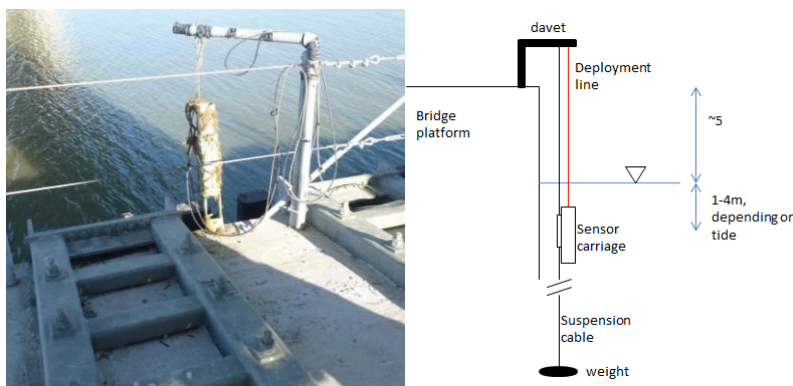 davet
Deployment
line
Bridge
platform
~5
1-4m,
depending on
tide
Sensor
carriage
Suspension
cable
weight